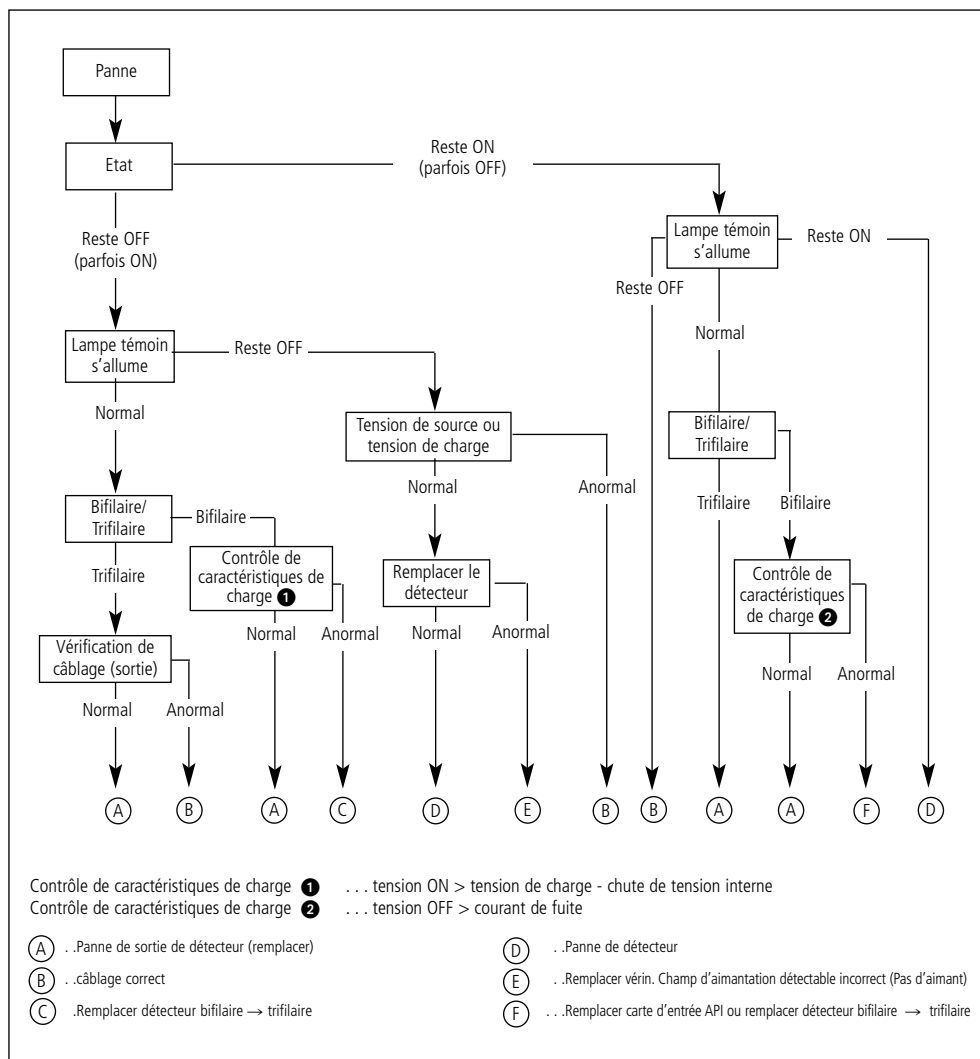 Panne
Etat
Reste ON
(parfois OFF)
Reste OFF
(parfois ON)
Lampe témoin
s'allume
Reste ON
Reste OFF
Normal
Lampe témoin
s'allume
Reste OFF
Normal
Tension de source ou
tension de charge
Normal
Anormal
Bifilaire/
Trifilaire
Trifilaire
Bifilaire
Bifilaire/
Trifilaire
Bifilaire
Trifilaire
Contrôle de
caractéristiques de
charge ❶
Normal
Anormal
Remplacer le
détecteur
Normal
Anormal
Contrôle de
caractéristiques
de charge ❷
Normal
Anormal
Vérification de
câblage (sortie)
Normal
Anormal
A B A C D E B B A A F D
Contrôle de caractéristiques de charge ❶ . . . tension ON > tension de charge - chute de tension interne
Contrôle de caractéristiques de charge ❷ . . . tension OFF > courant de fuite
A . .Panne de sortie de détecteur (remplacer)
B . .câblage correct
C .Remplacer détecteur bifilaire → trifilaire
D . .Panne de détecteur
E . .Remplacer vérin. Champ d'aimantation détectable incorrect (Pas d'aimant)
F . . .Remplacer carte d'entrée API ou remplacer détecteur bifilaire → trifilaire